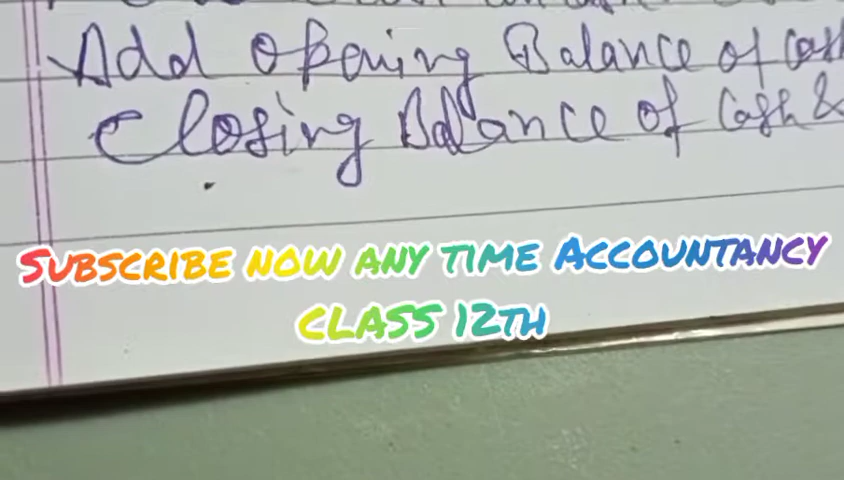 Add opening Balance of Cash
Closing Balance of Cash &
SUBSCRIBE NOW ANY TIME ACCOUNTANCY
CLASS 12TH